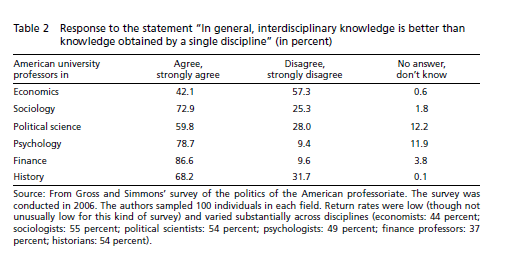 Table 2 Response to the statement “In general, interdisciplinary knowledge is better than
knowledge obtained by a single discipline” (in percent)
American university professors in | Agree, strongly agree | Disagree, strongly disagree | No answer, don’t know
Economics 42.1 57.3 0.6
Sociology 72.9 25.3 1.8
Political science 59.8 28.0 12.2
Psychology 78.7 9.4 11.9
Finance 86.6 9.6 3.8
History 68.2 31.7 0.1
Source: From Gross and Simmons’ survey of the politics of the American professoriate. The survey was
conducted in 2006. The authors sampled 100 individuals in each field. Return rates were low (though not
unusually low for this kind of survey) and varied substantially across disciplines (economists: 44 percent;
sociologists: 55 percent; political scientists: 54 percent; psychologists: 49 percent; finance professors: 37
percent; historians: 54 percent).